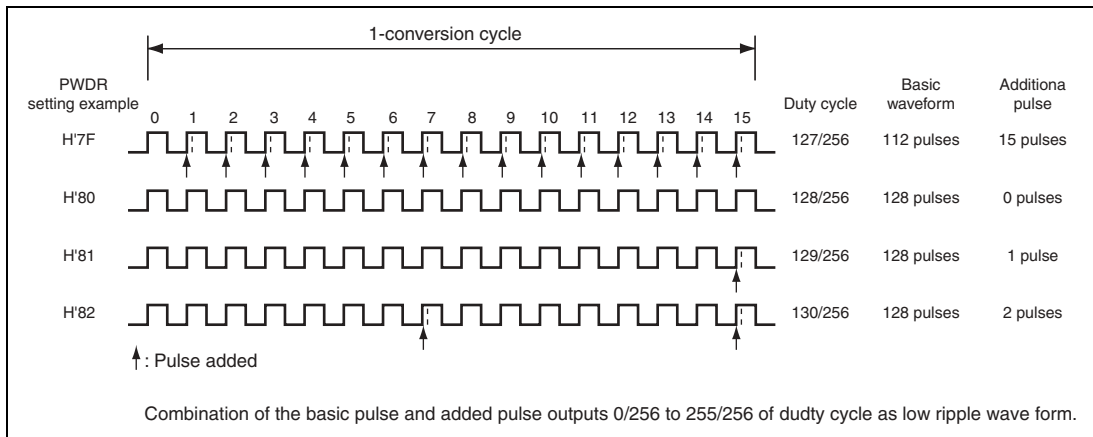 1-conversion cycle
PWDR
setting example
0 1 2 3 4 5 6 7 8 9 10 11 12 13 14 15
Duty cycle
Basic
waveform
Additiona
pulse
H'7F
127/256
112 pulses
15 pulses
H'80
128/256
128 pulses
0 pulses
H'81
129/256
128 pulses
1 pulse
H'82
130/256
128 pulses
2 pulses
: Pulse added
Combination of the basic pulse and added pulse outputs 0/256 to 255/256 of dudty cycle as low ripple wave form.